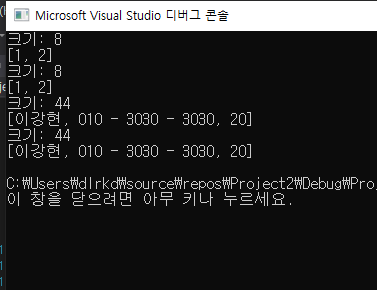 Microsoft Visual Studio 디버그 콘솔
크기: 8
[1, 2]
크기: 8
[1, 2]
크기: 44
[이강현, 010 - 3030 - 3030, 20]
크기: 44
[이강현, 010 - 3030 - 3030, 20]
C:₩Users₩dlrkd₩source₩repos₩Project2₩Debug₩Pro
이 창을 닫으려면 아무 키나 누르세요.